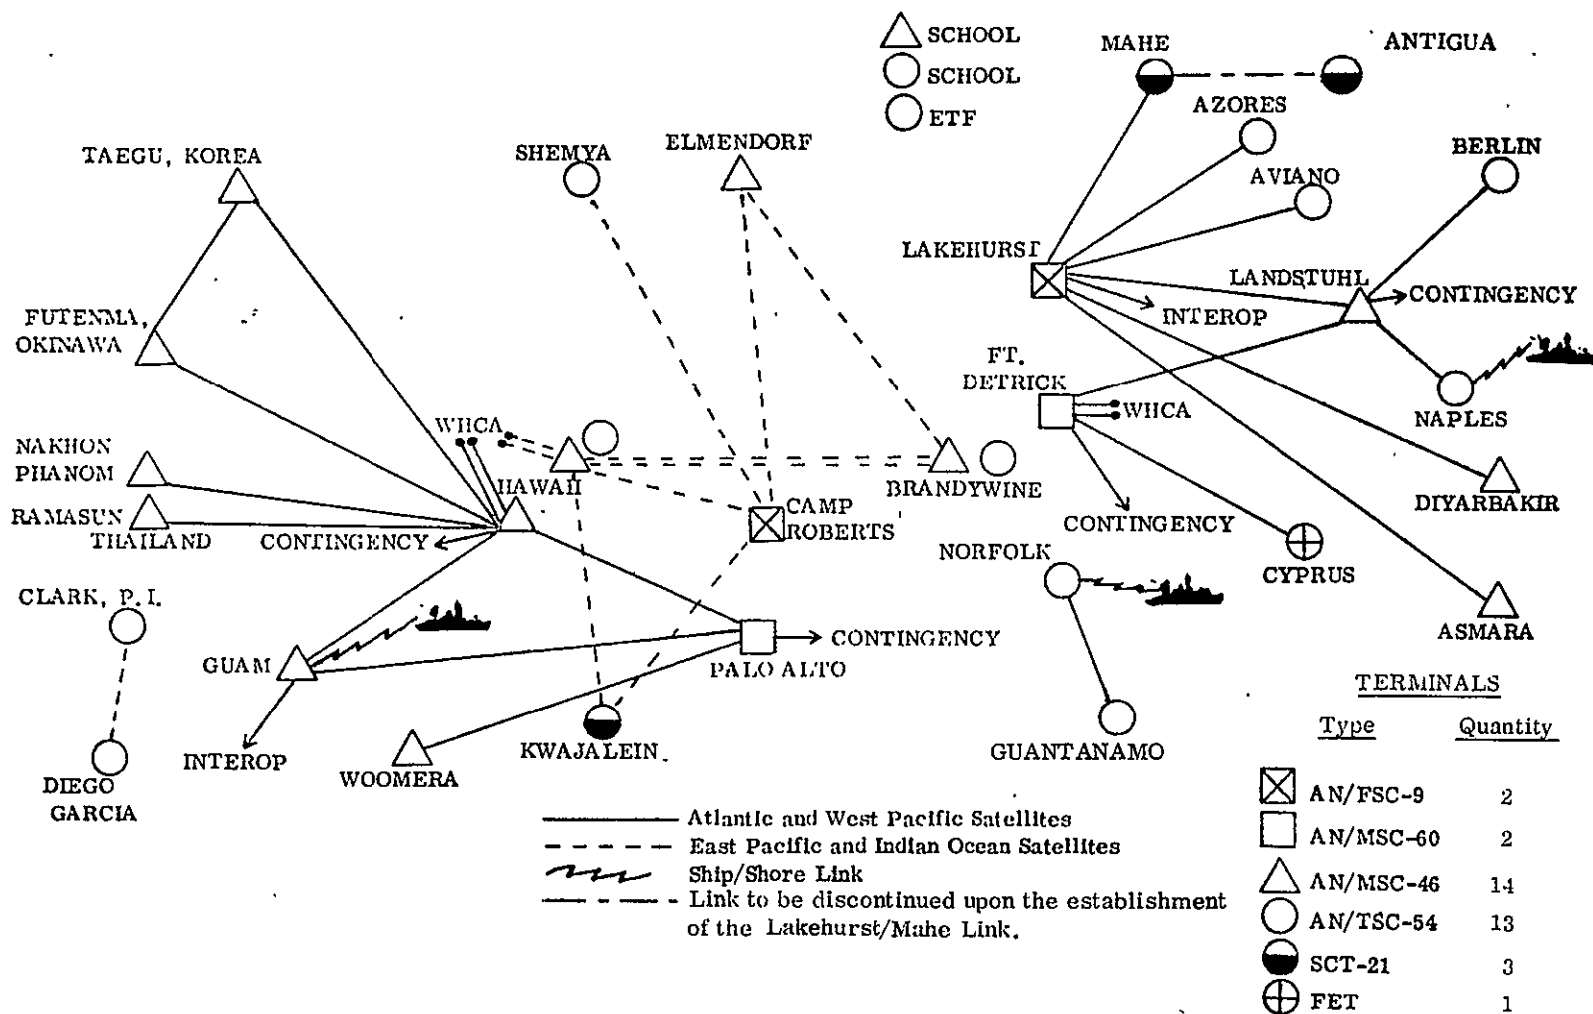 SCHOOL
SCHOOL
ETF
MAHE
ANTIGUA
AZORES
AVIANO
BERLIN
TAEGU, KOREA
SHEMYA
ELMENDORF
LAKEHURST
LANDSTUHL
CONTINGENCY
INTEROP
FUTENMA,
OKINAWA
FT.
DETRICK
WHCA
NAPLES
WHCA
NAKHON
PHANOM
HAWAII
BRANDYWINE
DIYARBAKIR
RAMASUN
THAILAND
CONTINGENCY
CAMP
ROBERTS
CONTINGENCY
NORFOLK
CYPRUS
CLARK, P.I.
ASMARA
GUAM
CONTINGENCY
PALO ALTO
INTEROP
WOOMERA
KWAJALEIN
GUANTANAMO
DIEGO
GARCIA
TERMINALS
Type Quantity
AN/FSC-9 2
AN/MSC-60 2
AN/MSC-46 14
AN/TSC-54 13
SCT-21 3
FET 1
Atlantic and West Pacific Satellites
East Pacific and Indian Ocean Satellites
Ship/Shore Link
Link to be discontinued upon the establishment
of the Lakehurst/Mahe Link.